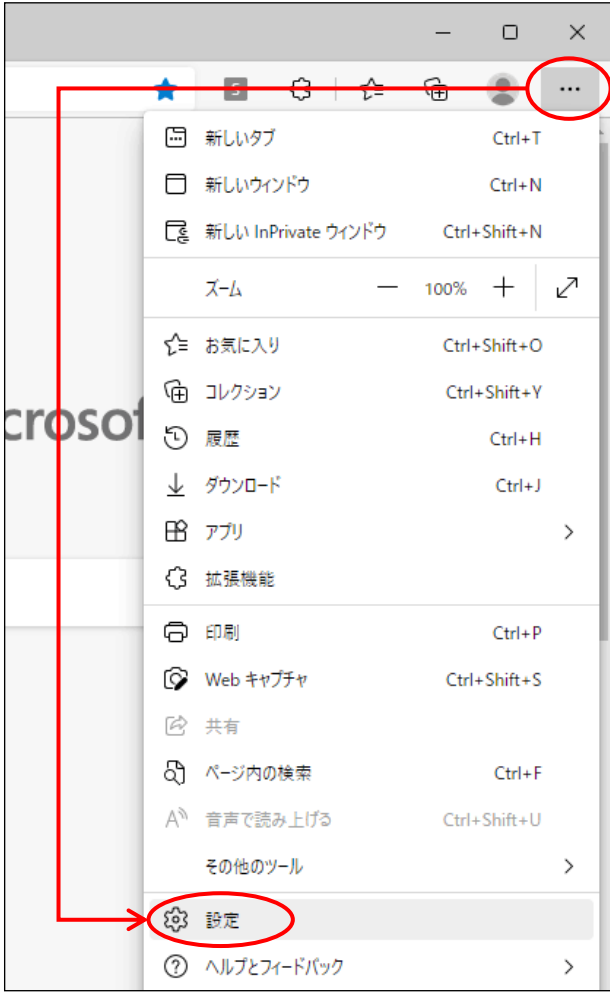 S
新しいタブ Ctrl+T
新しいウィンドウ Ctrl+N
新しい InPrivate ウィンドウ Ctrl+Shift+N
ズーム 100%
お気に入り Ctrl+Shift+O
コレクション Ctrl+Shift+Y
crosof
履歴 Ctrl+H
ダウンロード Ctrl+J
アプリ
拡張機能
印刷 Ctrl+P
Web キャプチャ Ctrl+Shift+S
共有
ページ内の検索 Ctrl+F
音声で読み上げる Ctrl+Shift+U
その他のツール
設定
ヘルプとフィードバック